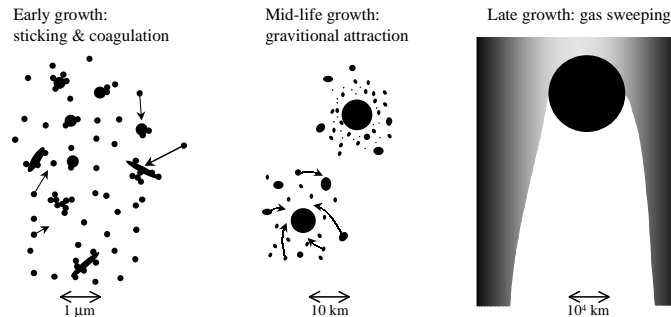 Early growth:
sticking & coagulation
Mid-life growth:
gravitional attraction
Late growth: gas sweeping
1 μm
10 km
10⁴ km